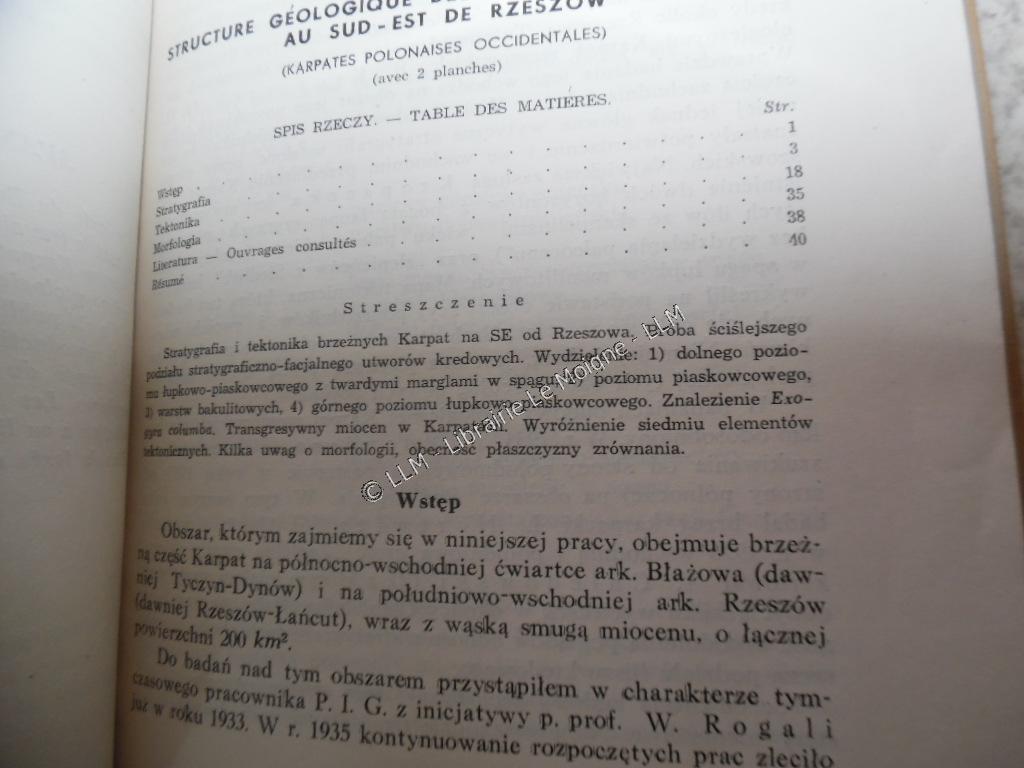 STRUCTURE GÉOLOGIQUE
AU SUD-EST DE RZESZÓW
(KARPATES POLONAISES OCCIDENTALES)
(avec 2 planches)
SPIS RZECZY. — TABLE DES MATIÈRES.
Str.
Wstęp . . . . . . . . . . 1
Stratygrafia . . . . . . . . . . 3
Tektonika . . . . . . . . . . 18
Morfologia . . . . . . . . . . 35
Literatura — Ouvrages consultés . . . . . . . 38
Résumé . . . . . . . . . . 40
Streszczenie
Stratygrafia i tektonika brzeżnych Karpat na SE od Rzeszowa. Próba ściślejszego
podziału stratygraficzno-facjalnego utworów kredowych. Wydzielenie: 1) dolnego pozio-
mu łupkowo-piaskowcowego z twardymi marglami w spągu, 2) poziomu piaskowcowego,
3) warstw bakulitowych, 4) górnego poziomu łupkowo-piaskowcowego. Znalezienie Exo-
gyra columba. Transgresywny miocen w Karpatach. Wyróżnienie siedmiu elementów
tektonicznych. Kilka uwag o morfologii, obecność płaszczyzny zrównania.
© LLM - Librairie Le Molène - LLM
Wstęp
Obszar, którym zajmiemy się w niniejszej pracy, obejmuje brzeż-
ną część Karpat na północno-wschodniej ćwiartce ark. Błażowa (daw-
niej Tyczyn-Dynów) i na południowo-wschodniej ark. Rzeszów
(dawniej Rzeszów-Łańcut), wraz z wąską smugą miocenu, o łącznej
powierzchni 200 km².
Do badań nad tym obszarem przystąpiłem w charakterze tym-
czasowego pracownika P. I. G. z inicjatywy p. prof. W. Rogali
już w roku 1933. W r. 1935 kontynuowanie rozpoczętych prac zleciło